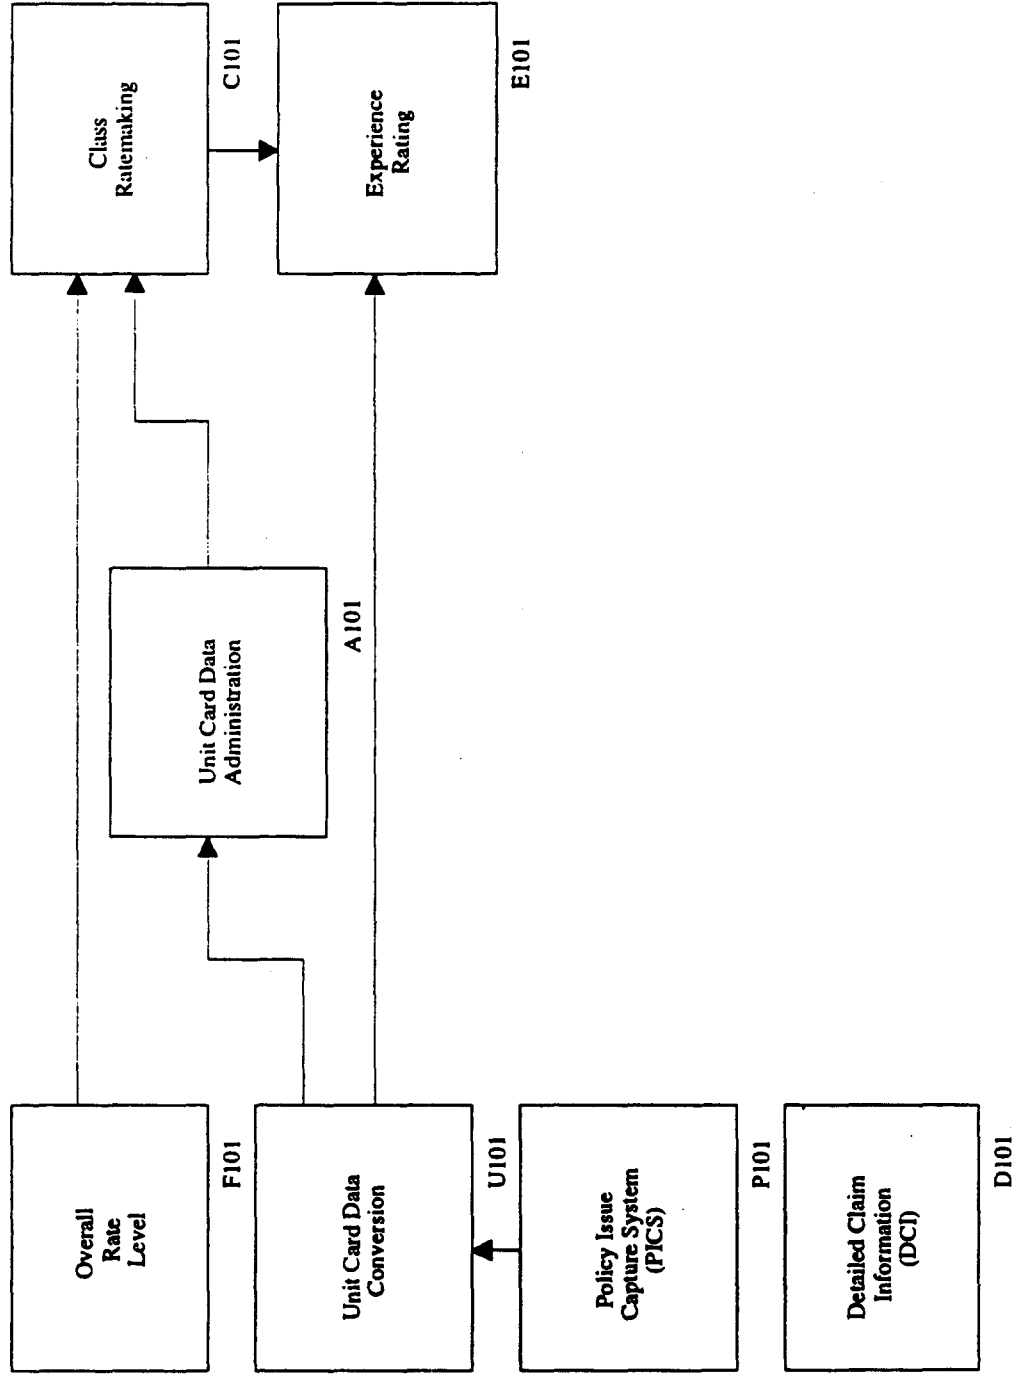 Overall
Rate
Level
F101
Unit Card Data
Conversion
U101
Policy Issue
Capture System
(PICS)
P101
Detailed Claim
Information
(DCI)
D101
Unit Card Data
Administration
A101
Class
Ratemaking
C101
Experience
Rating
E101